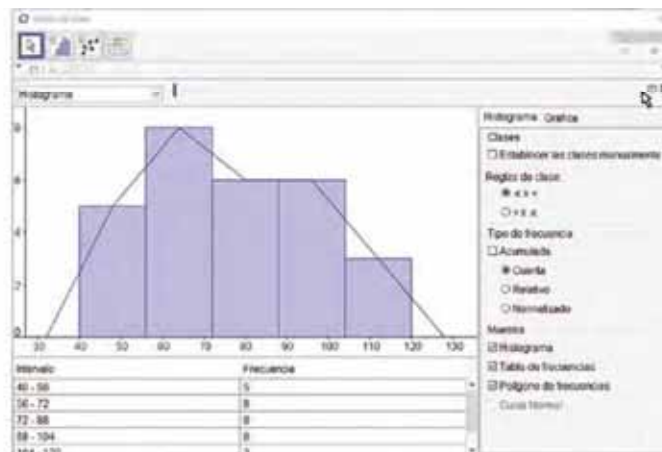 Histograma
Histograma Gráfica
Clases
Establecer las clases manualmente
Reglas de clase
Tipo de frecuencia
Acumulada
Cuenta
Relativo
Normalizado
Muestra
Histograma
Tabla de frecuencias
Polígono de frecuencias
Curva Normal
8
6
4
2
0
30 40 50 60 70 80 90 100 110 120 130
Intervalo Frecuencia
40 - 56 5
56 - 72 8
72 - 88 6
88 - 104 6